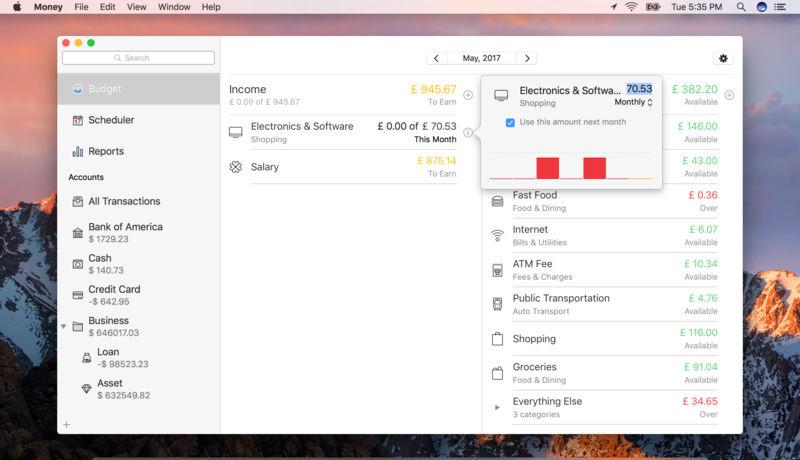 Money File Edit View Window Help
Tue 5:35 PM
Search
May, 2017
Budget
Scheduler
17
Reports
Accounts
All Transactions
Bank of America
$ 1729.23
Cash
$ 140.73
Credit Card
-$ 642.95
Business
$ 646017.03
Loan
-$ 98523.23
Asset
$ 632549.82
Income
£ 945.67
£ 0.00 of £ 945.67
To Earn
Electronics & Software
£ 0.00 of £ 70.53
Shopping
This Month
Salary
£ 875.14
To Earn
Electronics & Softwa...
70.53
Shopping
Monthly
Use this amount next month
£ 382.20
Available
£ 146.00
Available
£ 43.00
Available
Fast Food
£ 0.36
Food & Dining
Over
Internet
£ 6.07
Bills & Utilities
Available
ATM Fee
£ 10.34
Fees & Charges
Available
Public Transportation
£ 4.76
Auto Transport
Available
Shopping
£ 116.00
Available
Groceries
£ 91.04
Food & Dining
Available
Everything Else
£ 34.65
3 categories
Over